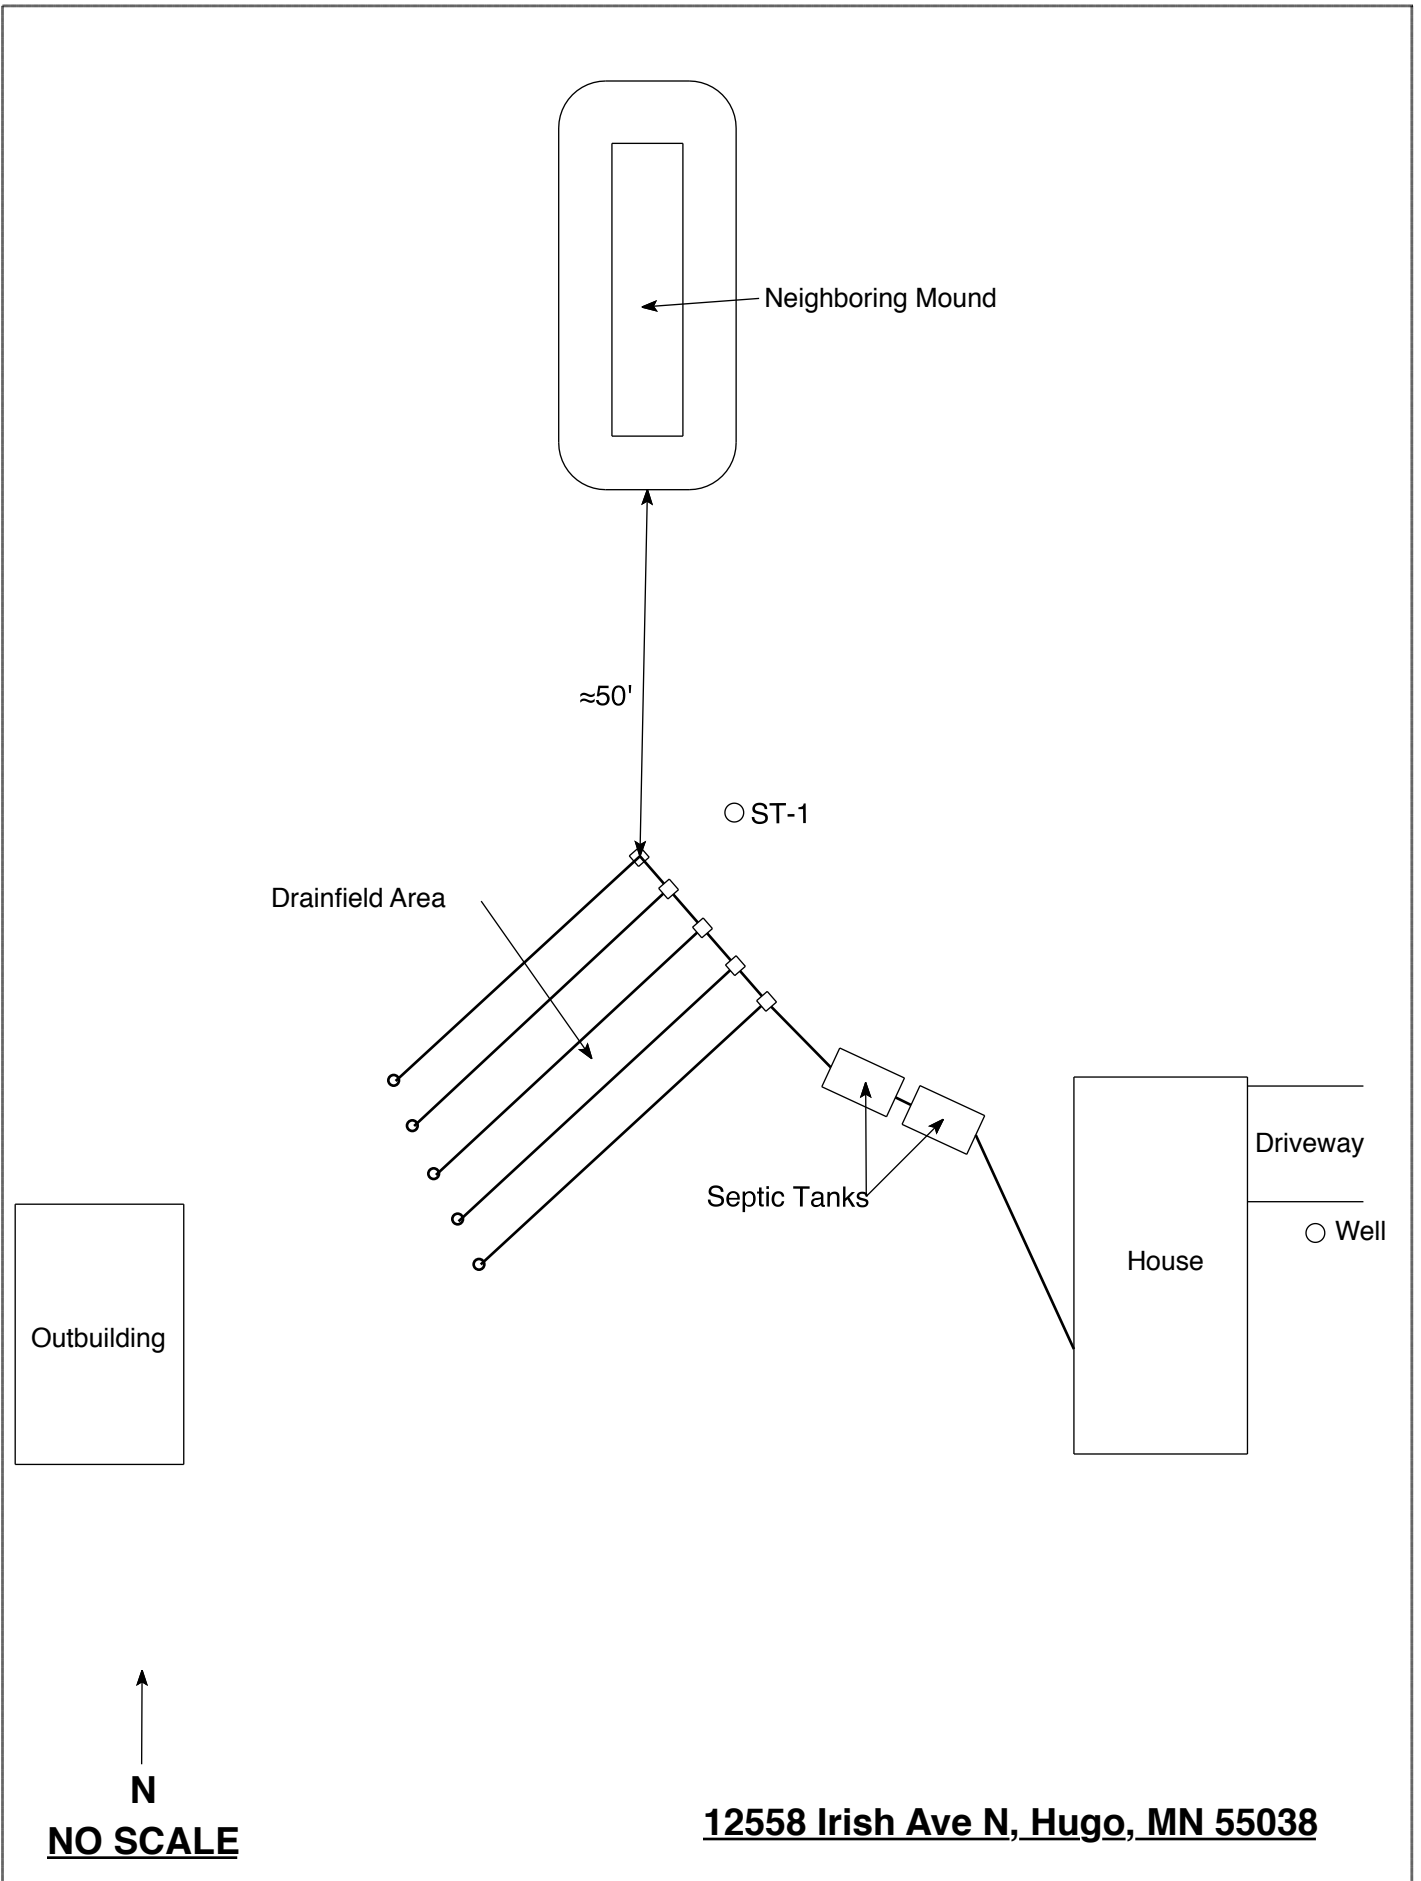 Neighboring Mound
≈50'
ST-1
Drainfield Area
Driveway
Septic Tanks
Well
House
Outbuilding
N
NO SCALE
12558 Irish Ave N, Hugo, MN 55038